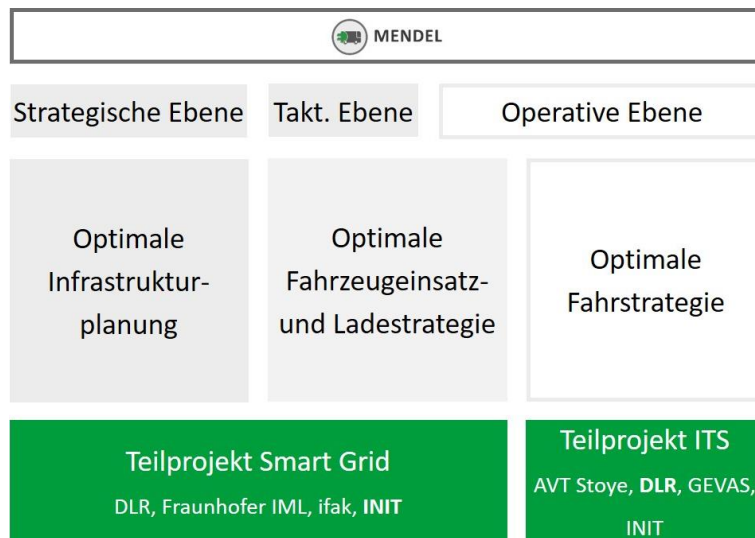 MENDEL
Strategische Ebene
Takt. Ebene
Operative Ebene
Optimale
Infrastruktur-
planung
Optimale
Fahrzeugeinsatz-
und Ladestrategie
Optimale
Fahrstrategie
Teilprojekt Smart Grid
DLR, Fraunhofer IML, ifak, INIT
Teilprojekt ITS
AVT Stoye, DLR, GEVAS,
INIT